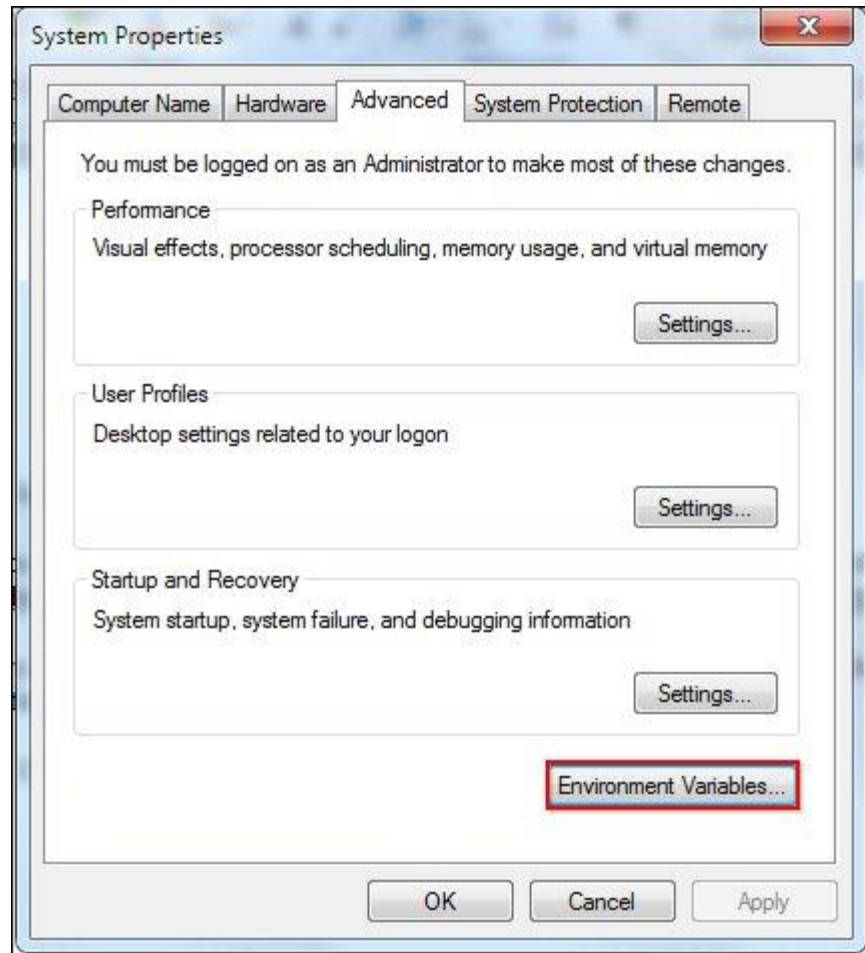 System Properties
Computer Name Hardware Advanced System Protection Remote
You must be logged on as an Administrator to make most of these changes.
Performance
Visual effects, processor scheduling, memory usage, and virtual memory
Settings...
User Profiles
Desktop settings related to your logon
Settings...
Startup and Recovery
System startup, system failure, and debugging information
Settings...
Environment Variables...
OK Cancel Apply